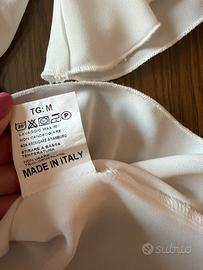 TG: M
LAVAGGIO MAX 30°
NON CANDEGGIARE
NON ASCIUGARE A TAMBURO
STIRARE A BASSA
TEMPERATURA
MADE IN ITALY
subito